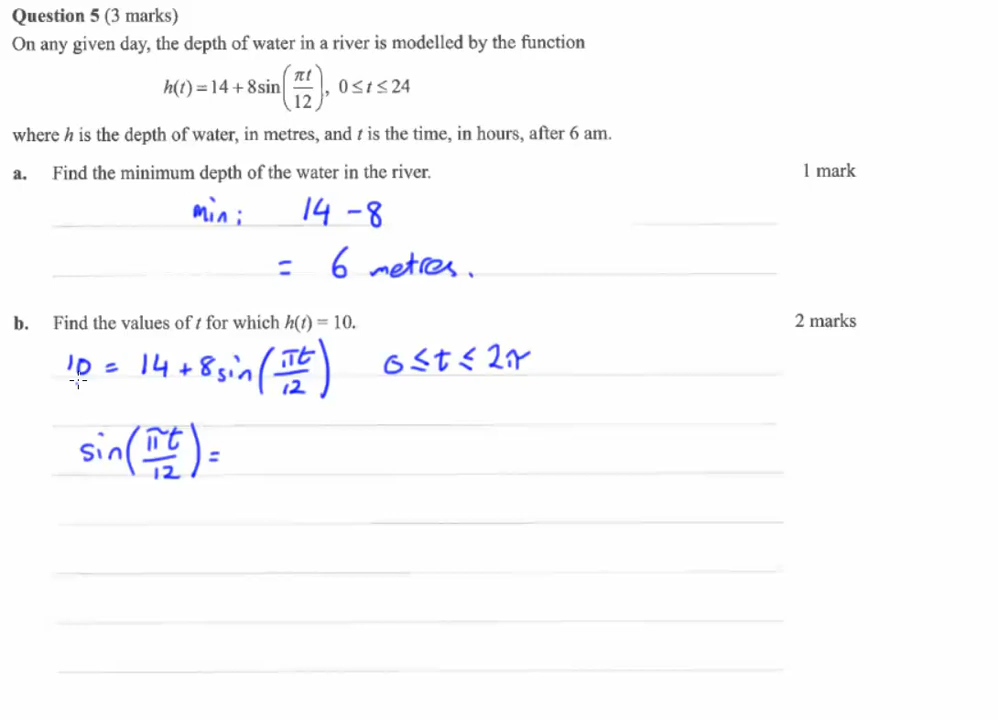 Question 5 (3 marks)
On any given day, the depth of water in a river is modelled by the function
h(t) = 14 + 8sin(πt/12), 0 ≤ t ≤ 24
where h is the depth of water, in metres, and t is the time, in hours, after 6 am.
a. Find the minimum depth of the water in the river. 1 mark
min: 14 - 8
= 6 metres.
b. Find the values of t for which h(t) = 10. 2 marks
10 = 14 + 8 sin(πt/12) 0 ≤ t ≤ 2π
sin(πt/12) =